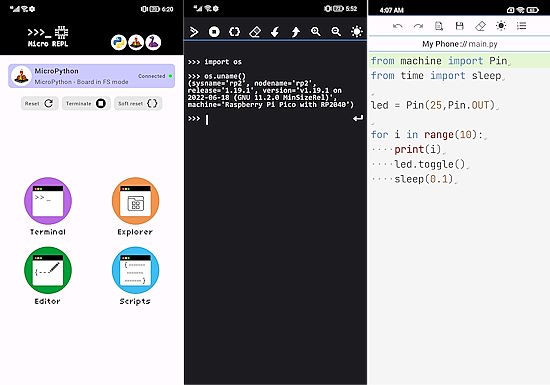 6:20
>>>_
Micro REPL
MicroPython
MicroPython - Board in FS mode
Connected
Reset
Terminate
Soft reset
>>_
Terminal
Explorer
Editor
Scripts
5:52
>>> import os
>>> os.uname()
(sysname='rp2', nodename='rp2',
release='1.19.1', version='v1.19.1 on
2022-06-18 (GNU 11.2.0 MinSizeRel)',
machine='Raspberry Pi Pico with RP2040')
>>>
4:07 AM
My Phone:// main.py
from machine import Pin
from time import sleep
led = Pin(25,Pin.OUT)
for i in range(10):
····print(i)
····led.toggle()
····sleep(0.1)